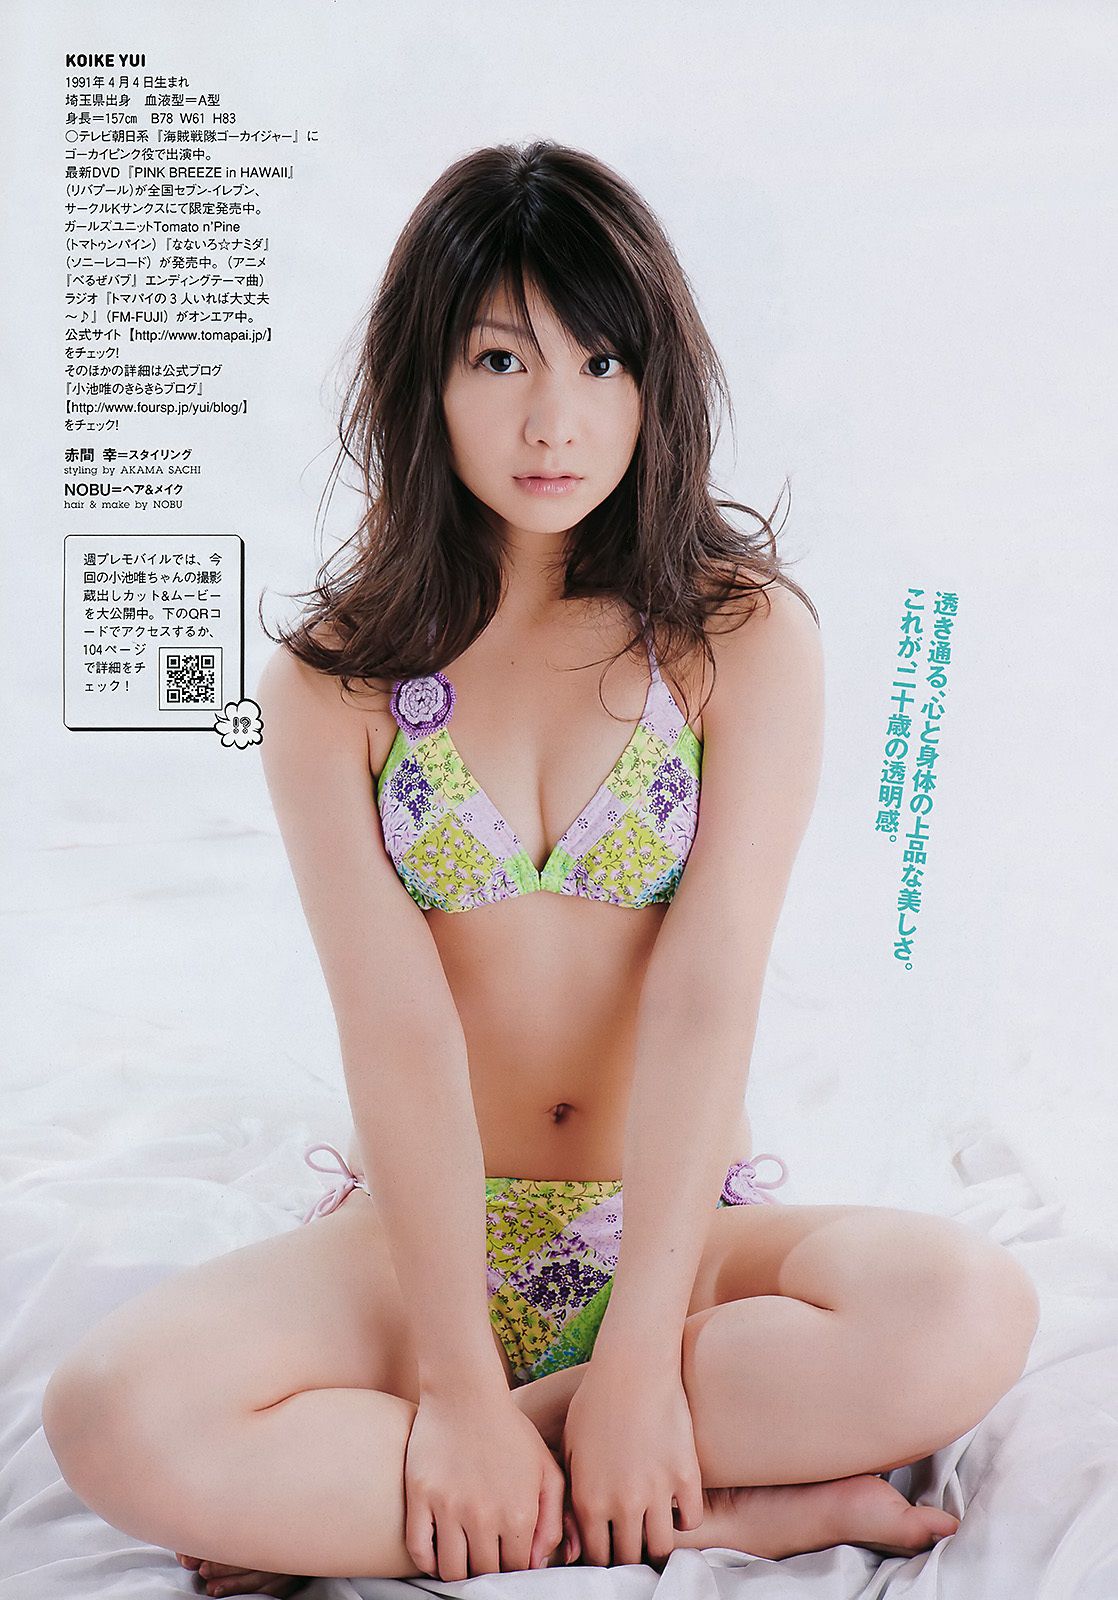 KOIKE YUI
1991年4月4日生まれ
埼玉県出身　血液型＝A型
身長＝157㎝　B78 W61 H83
○テレビ朝日系『海賊戦隊ゴーカイジャー』に
ゴーカイピンク役で出演中。
最新DVD『PINK BREEZE in HAWAII』
（リバプール）が全国セブン-イレブン、
サークルKサンクスにて限定発売中。
ガールズユニットTomato n'Pine
（トマトゥンパイン）『なないろ☆ナミダ』
（ソニーレコード）が発売中。（アニメ
『べるぜバブ』エンディングテーマ曲）
ラジオ『トマパイの3人いれば大丈夫
〜♪』（FM-FUJI）がオンエア中。
公式サイト【http://www.tomapai.jp/】
をチェック！
そのほかの詳細は公式ブログ
『小池唯のきらきらブログ』
【http://www.foursp.jp/yui/blog/】
をチェック！
赤間 幸＝スタイリング
styling by AKAMA SACHI
NOBU＝ヘア&メイク
hair & make by NOBU
週プレモバイルでは、今
回の小池唯ちゃんの撮影
蔵出しカット&ムービー
を大公開中。下のQRコ
ードでアクセスするか、
104ページ
で詳細をチ
ェック！
!?
透き通る、心と身体の上品な美しさ。
これが、二十歳の透明感。